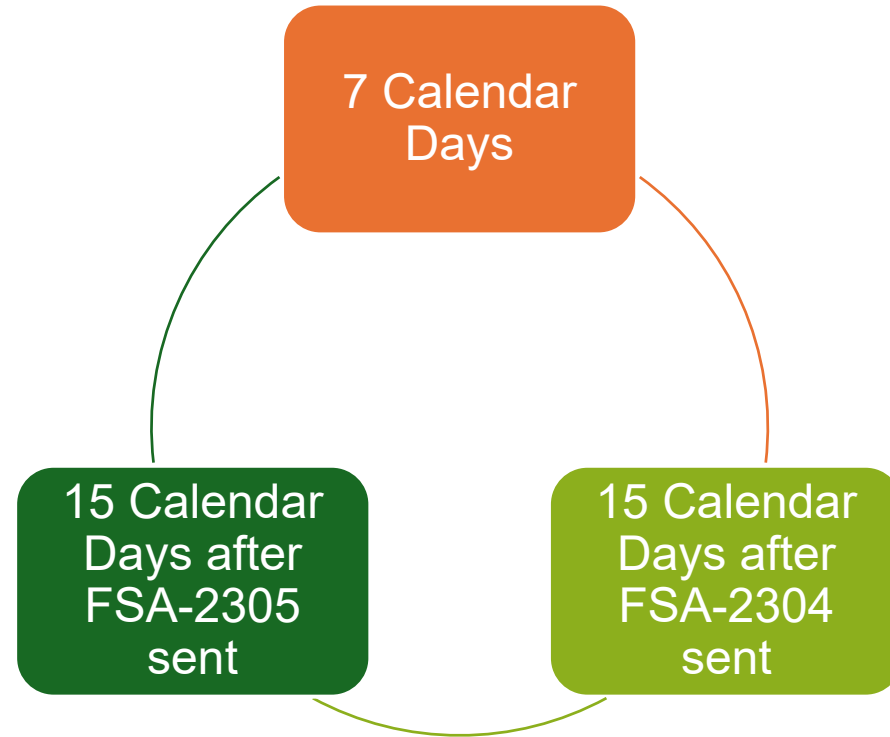 7 Calendar
Days
15 Calendar
Days after
FSA-2304
sent
15 Calendar
Days after
FSA-2305
sent